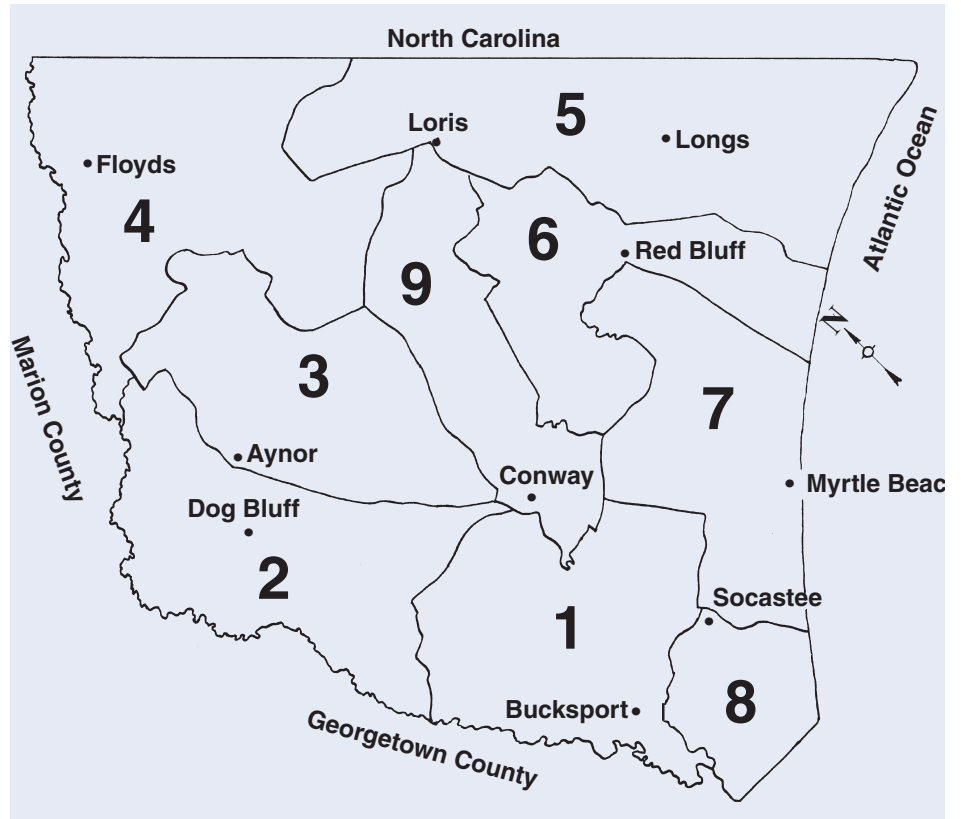 North Carolina
5
Loris
Longs
Floyds
Atlantic Ocean
4
6
Red Bluff
9
N
Marion County
3
7
Aynor
Conway
Myrtle Beac
Dog Bluff
2
Socastee
1
8
Bucksport
Georgetown County